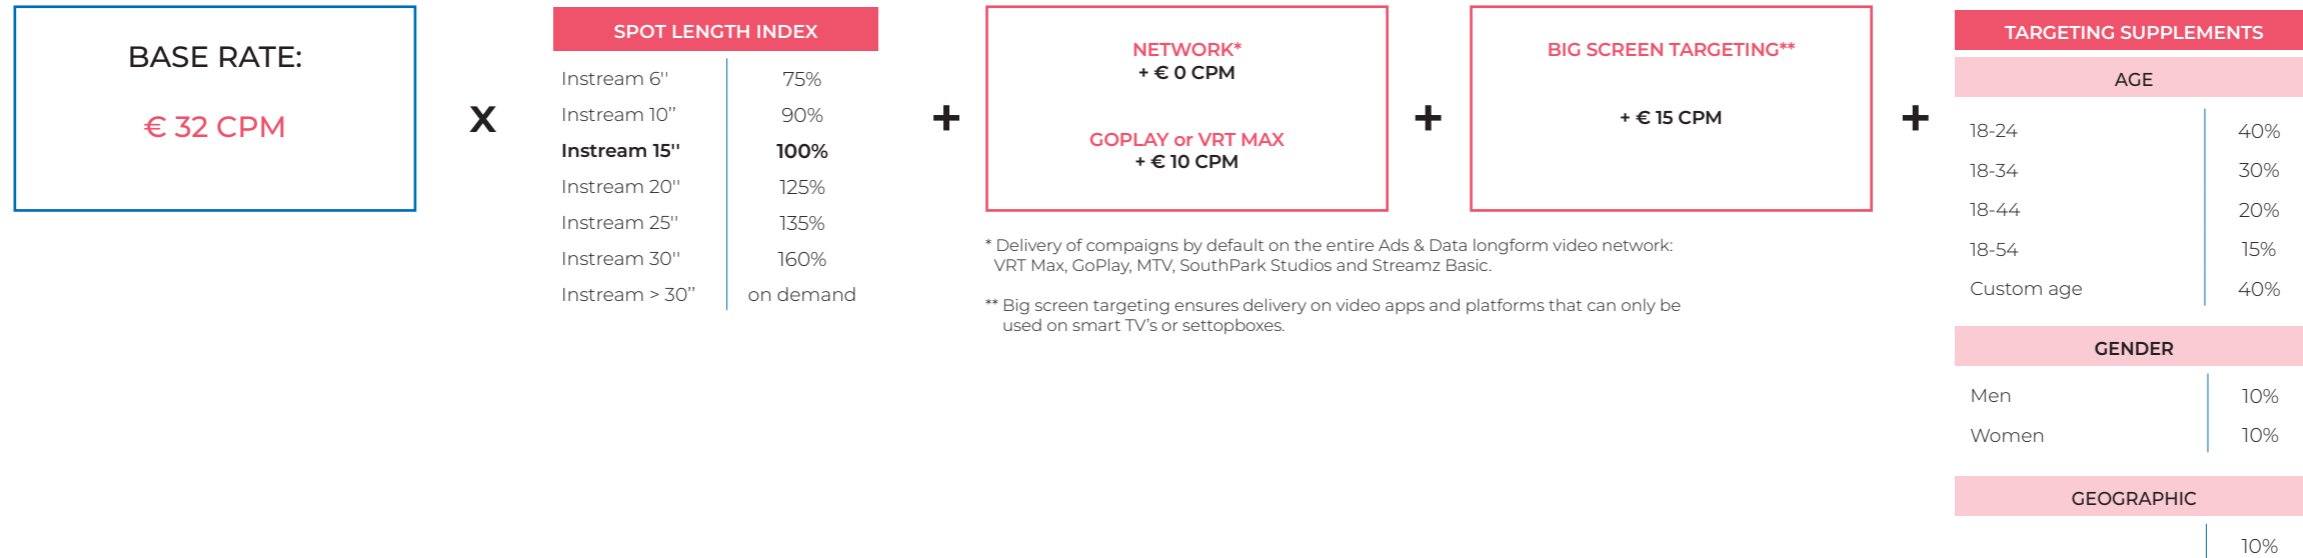 BASE RATE:
€ 32 CPM
x
SPOT LENGTH INDEX
Instream 6'' 75%
Instream 10’’ 90%
Instream 15'' 100%
Instream 20'' 125%
Instream 25'' 135%
Instream 30'' 160%
Instream > 30’’ on demand
+
NETWORK*
+ € 0 CPM
GOPLAY or VRT MAX
+ € 10 CPM
+
BIG SCREEN TARGETING**
+ € 15 CPM
+
* Delivery of compaigns by default on the entire Ads & Data longform video network:
VRT Max, GoPlay, MTV, SouthPark Studios and Streamz Basic.
** Big screen targeting ensures delivery on video apps and platforms that can only be
used on smart TV’s or settopboxes.
TARGETING SUPPLEMENTS
AGE
18-24 40%
18-34 30%
18-44 20%
18-54 15%
Custom age 40%
GENDER
Men 10%
Women 10%
GEOGRAPHIC
10%